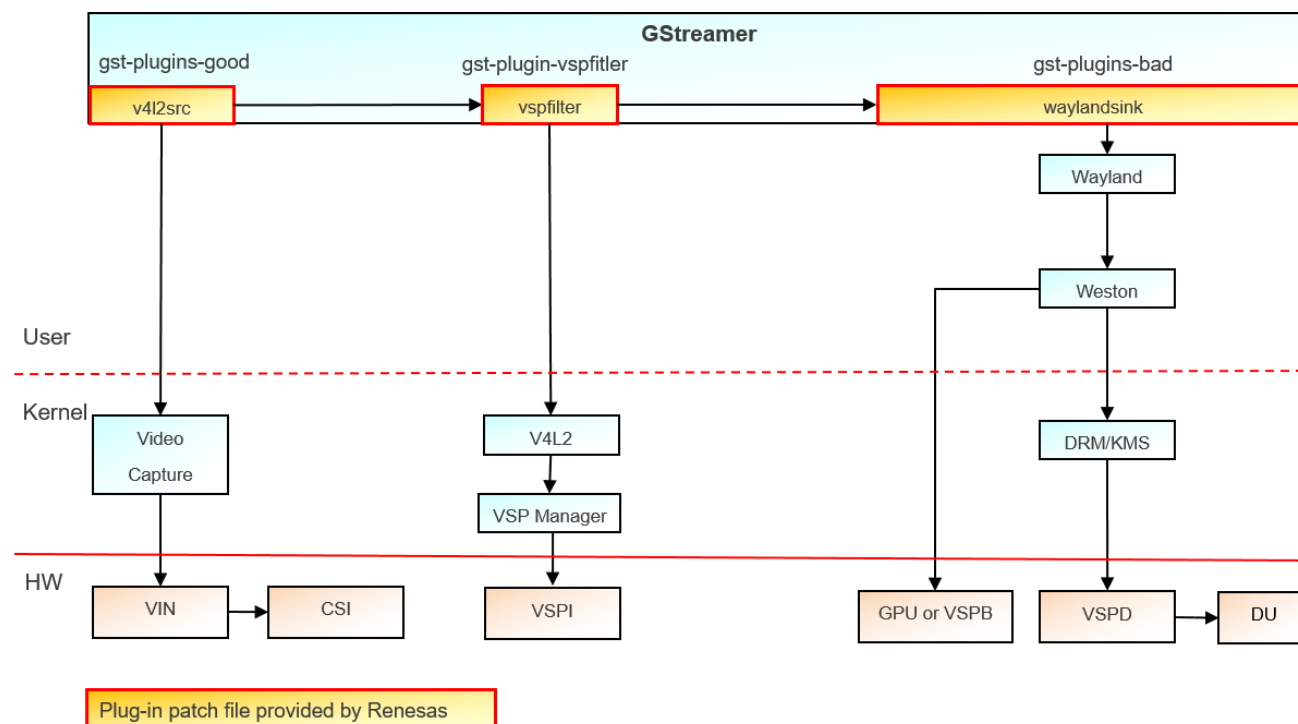 GStreamer
gst-plugins-good
gst-plugin-vspfitler
gst-plugins-bad
v4l2src
vspfilter
waylandsink
Wayland
Weston
User
Kernel
Video
Capture
V4L2
DRM/KMS
VSP Manager
HW
VIN
CSI
VSPI
GPU or VSPB
VSPD
DU
Plug-in patch file provided by Renesas